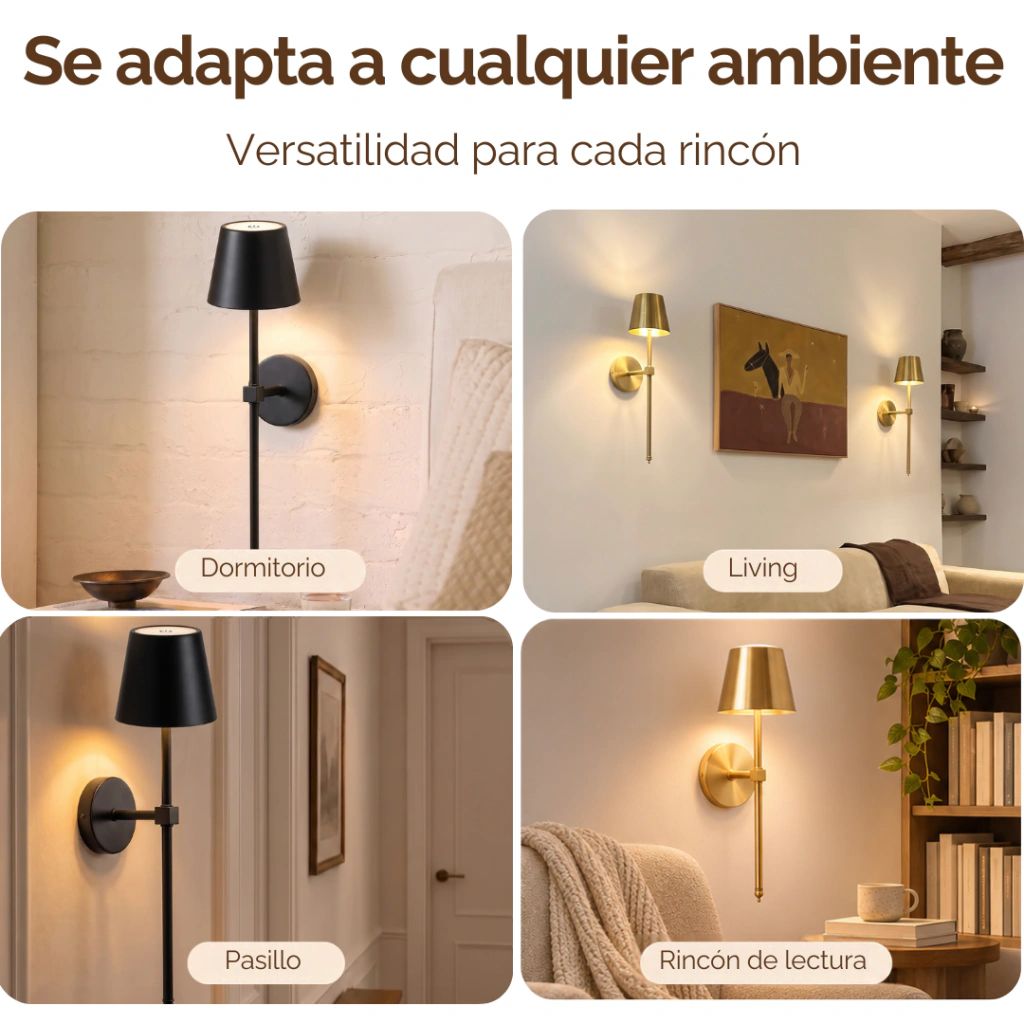 Se adapta a cualquier ambiente
Versatilidad para cada rincón
Dormitorio
Living
Pasillo
Rincón de lectura